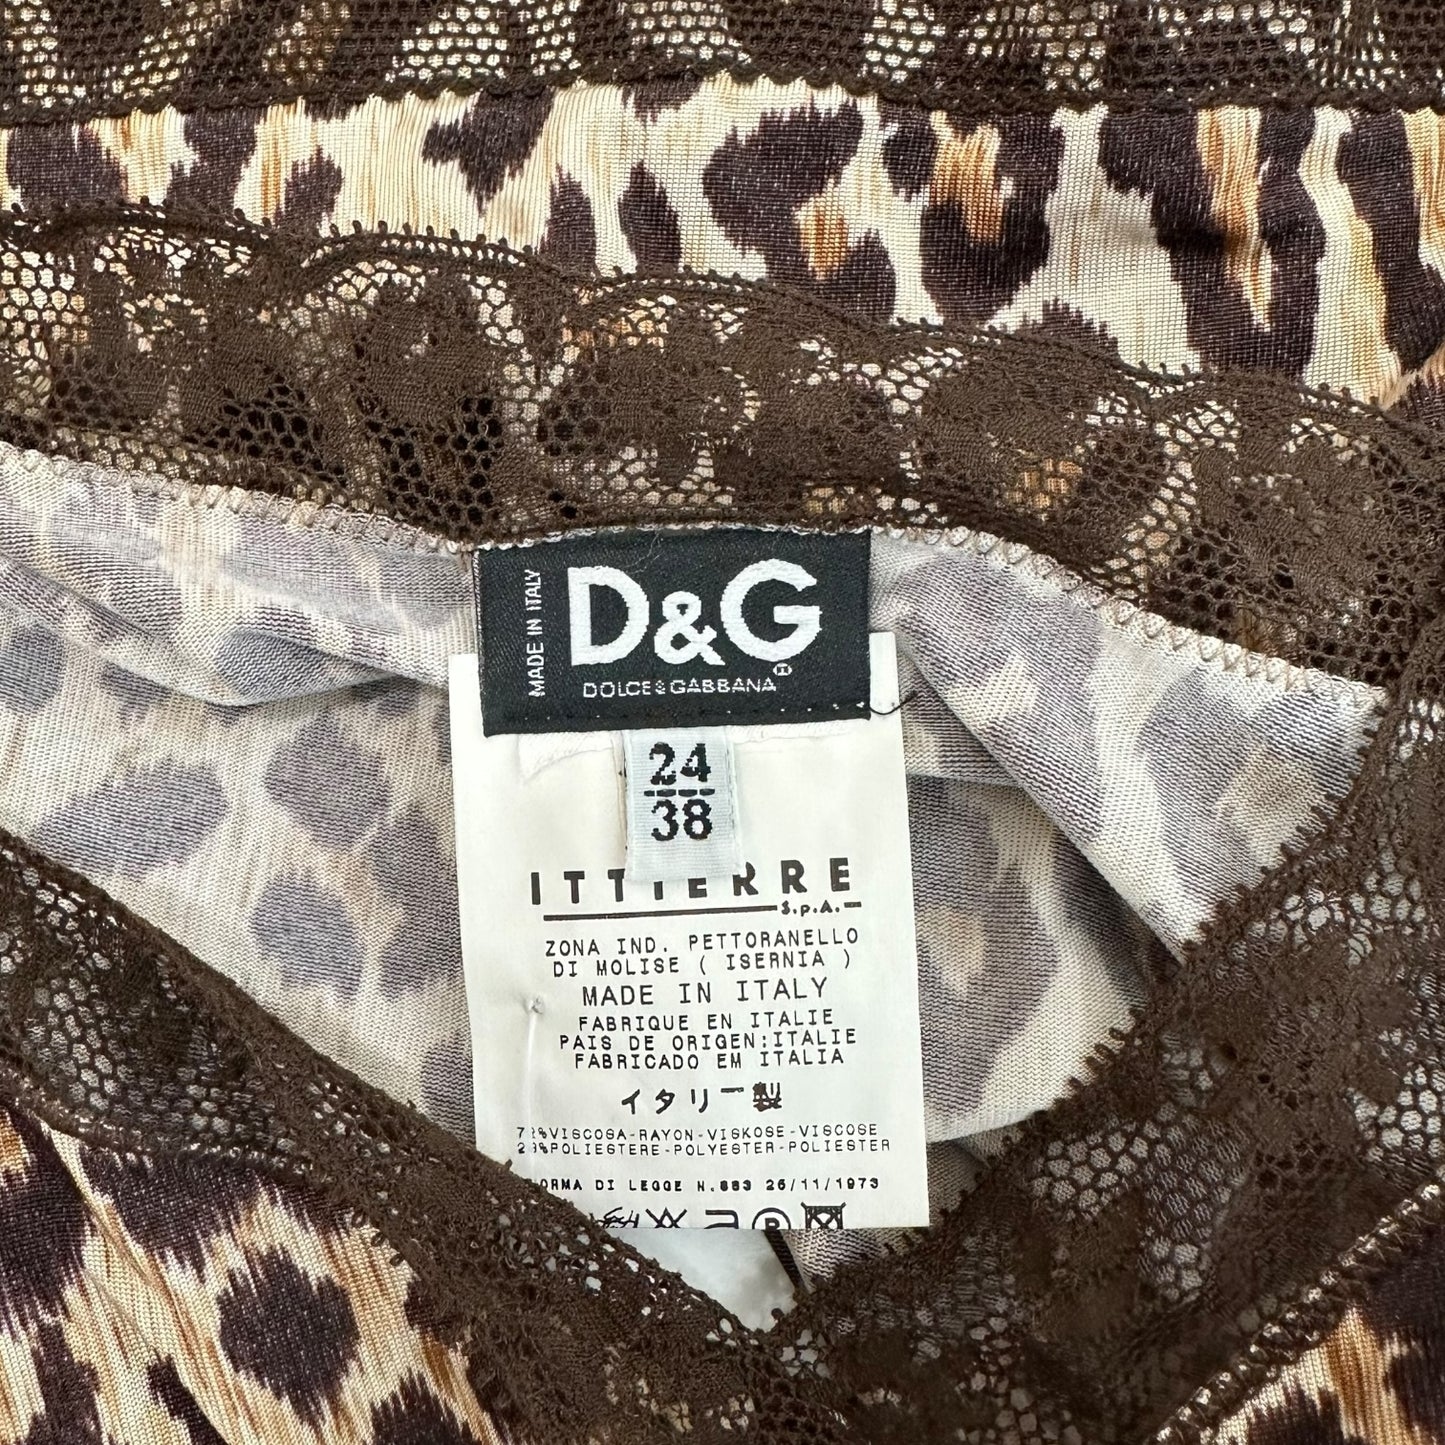 MADE IN ITALY
D&G
DOLCE & GABBANA
24
38
ITTIERRE
S.p.A.
ZONA IND. PETTORANELLO
DI MOLISE ( ISERNIA )
MADE IN ITALY
FABRIQUE EN ITALIE
PAIS DE ORIGEN:ITALIE
FABRICADO EM ITALIA
イタリー製
VISCOSA-RAYON-VISKOSE-VISCOSE
POLIESTERE-POLYESTER-POLIESTER
DI LEGGE N.883 26/11/1973